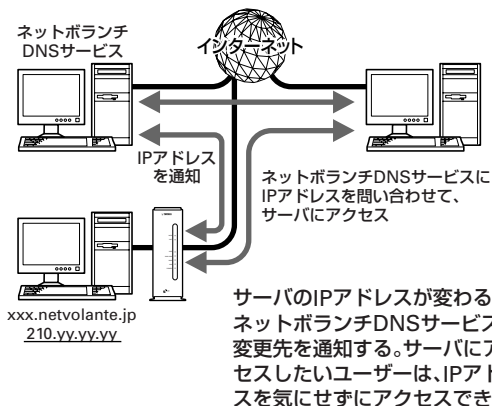 ネットボランチ
DNSサービス
インターネット
IPアドレス
を通知
ネットボランチDNSサービスに
IPアドレスを問い合わせて、
サーバにアクセス
xxx.netvolante.jp
210.yy.yy.yy
サーバのIPアドレスが変わる
ネットボランチDNSサービス
変更先を通知する。サーバにア
セスしたいユーザーは、IPアド
スを気にせずにアクセスでき